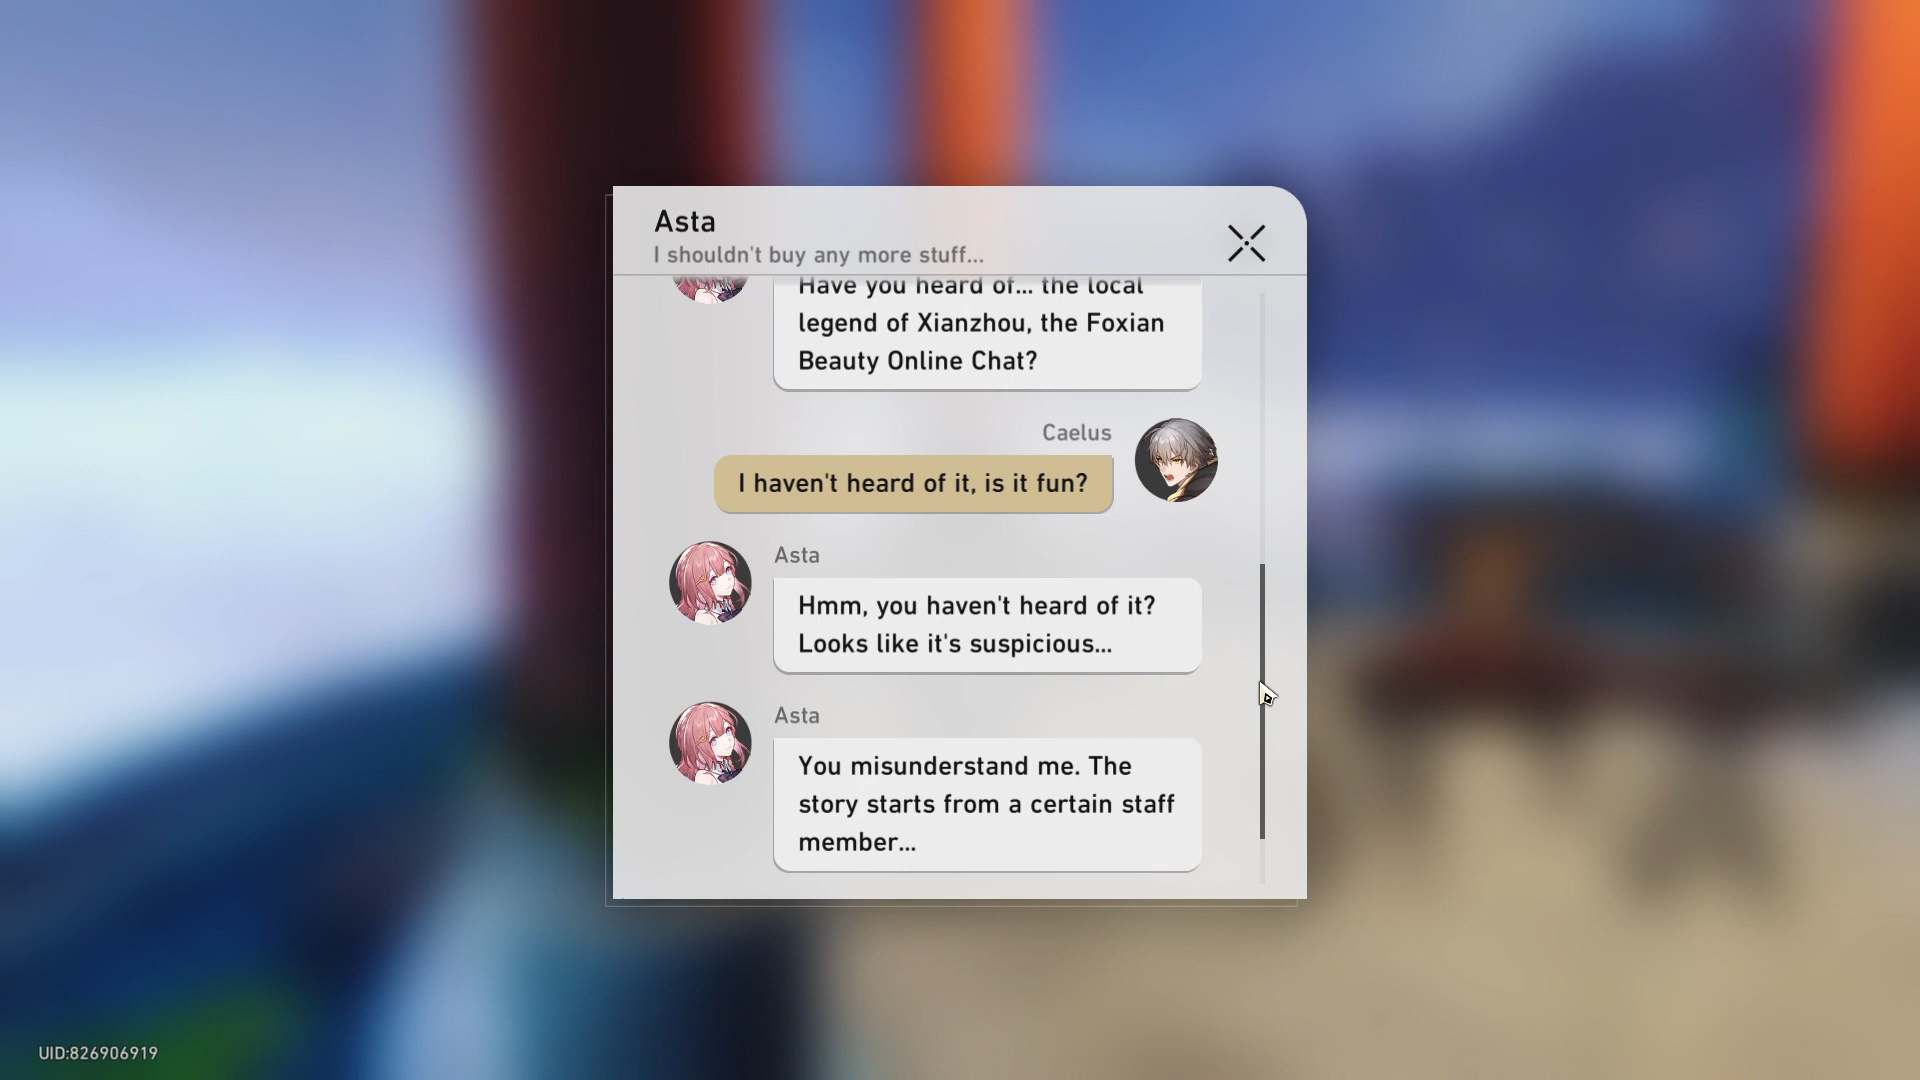 Asta
I shouldn't buy any more stuff...
Have you heard of... the local
legend of Xianzhou, the Foxian
Beauty Online Chat?
Caelus
I haven't heard of it, is it fun?
Asta
Hmm, you haven't heard of it?
Looks like it's suspicious...
Asta
You misunderstand me. The
story starts from a certain staff
member...
UID:826906919